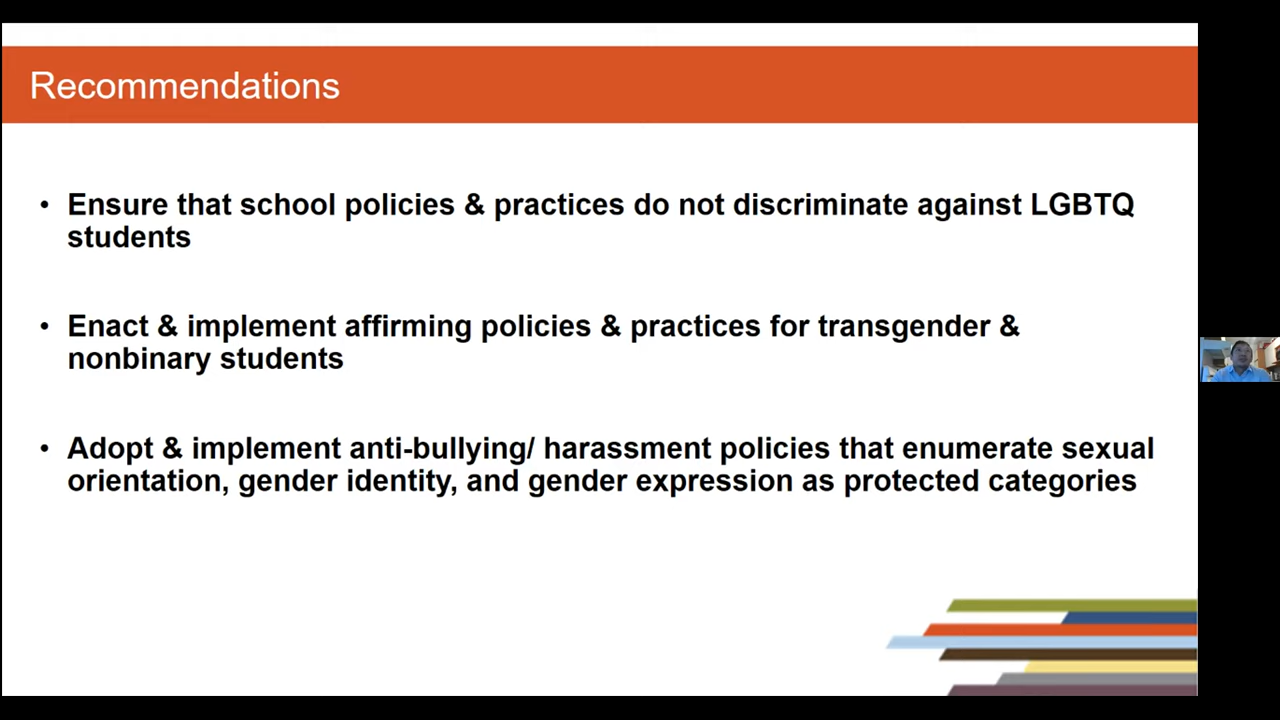 Recommendations
• Ensure that school policies & practices do not discriminate against LGBTQ
students
• Enact & implement affirming policies & practices for transgender &
nonbinary students
• Adopt & implement anti-bullying/ harassment policies that enumerate sexual
orientation, gender identity, and gender expression as protected categories